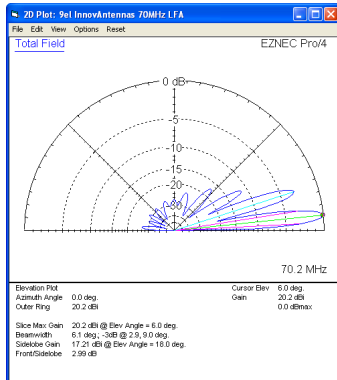 2D Plot: 9el InnovAntennas 70MHz LFA
File Edit View Options Reset
Total Field
EZNEC Pro/4
0 dB
-5
-10
-15
-20
-30
70.2 MHz
Elevation Plot
Cursor Elev 6.0 deg.
Azimuth Angle 0.0 deg.
Gain 20.2 dBi
Outer Ring 20.2 dBi
0.0 dBmax
Slice Max Gain 20.2 dBi @ Elev Angle = 6.0 deg.
Beamwidth 6.1 deg.; -3dB @ 2.9, 9.0 deg.
Sidelobe Gain 17.21 dBi @ Elev Angle = 18.0 deg.
Front/Sidelobe 2.99 dB